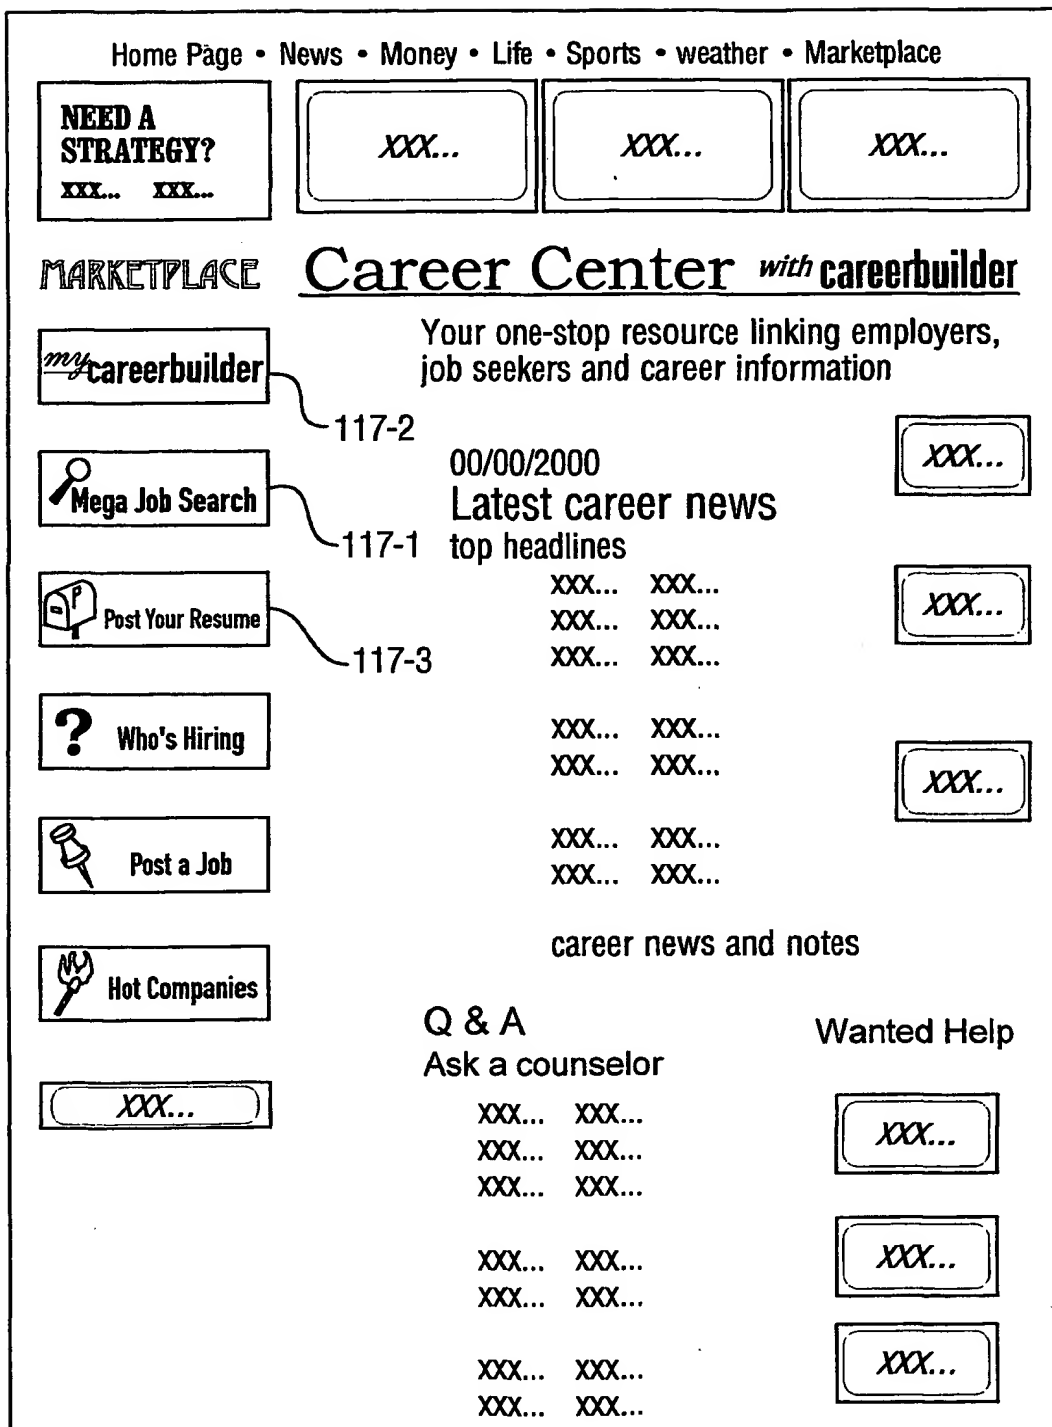 Home Page • News • Money • Life • Sports • weather • Marketplace
NEED A
STRATEGY?
XXX... XXX...
XXX...
XXX...
XXX...
MARKETPLACE
Career Center with careerbuilder
Your one-stop resource linking employers,
job seekers and career information
my careerbuilder
117-2
Mega Job Search
117-1
Post Your Resume
117-3
Who's Hiring
Post a Job
Hot Companies
XXX...
00/00/2000
Latest career news
top headlines
XXX... XXX...
XXX... XXX...
XXX... XXX...
XXX... XXX...
XXX... XXX...
XXX... XXX...
XXX... XXX...
career news and notes
XXX...
XXX...
XXX...
Q & A
Ask a counselor
XXX... XXX...
XXX... XXX...
XXX... XXX...
XXX... XXX...
XXX... XXX...
XXX... XXX...
XXX... XXX...
Wanted Help
XXX...
XXX...
XXX...